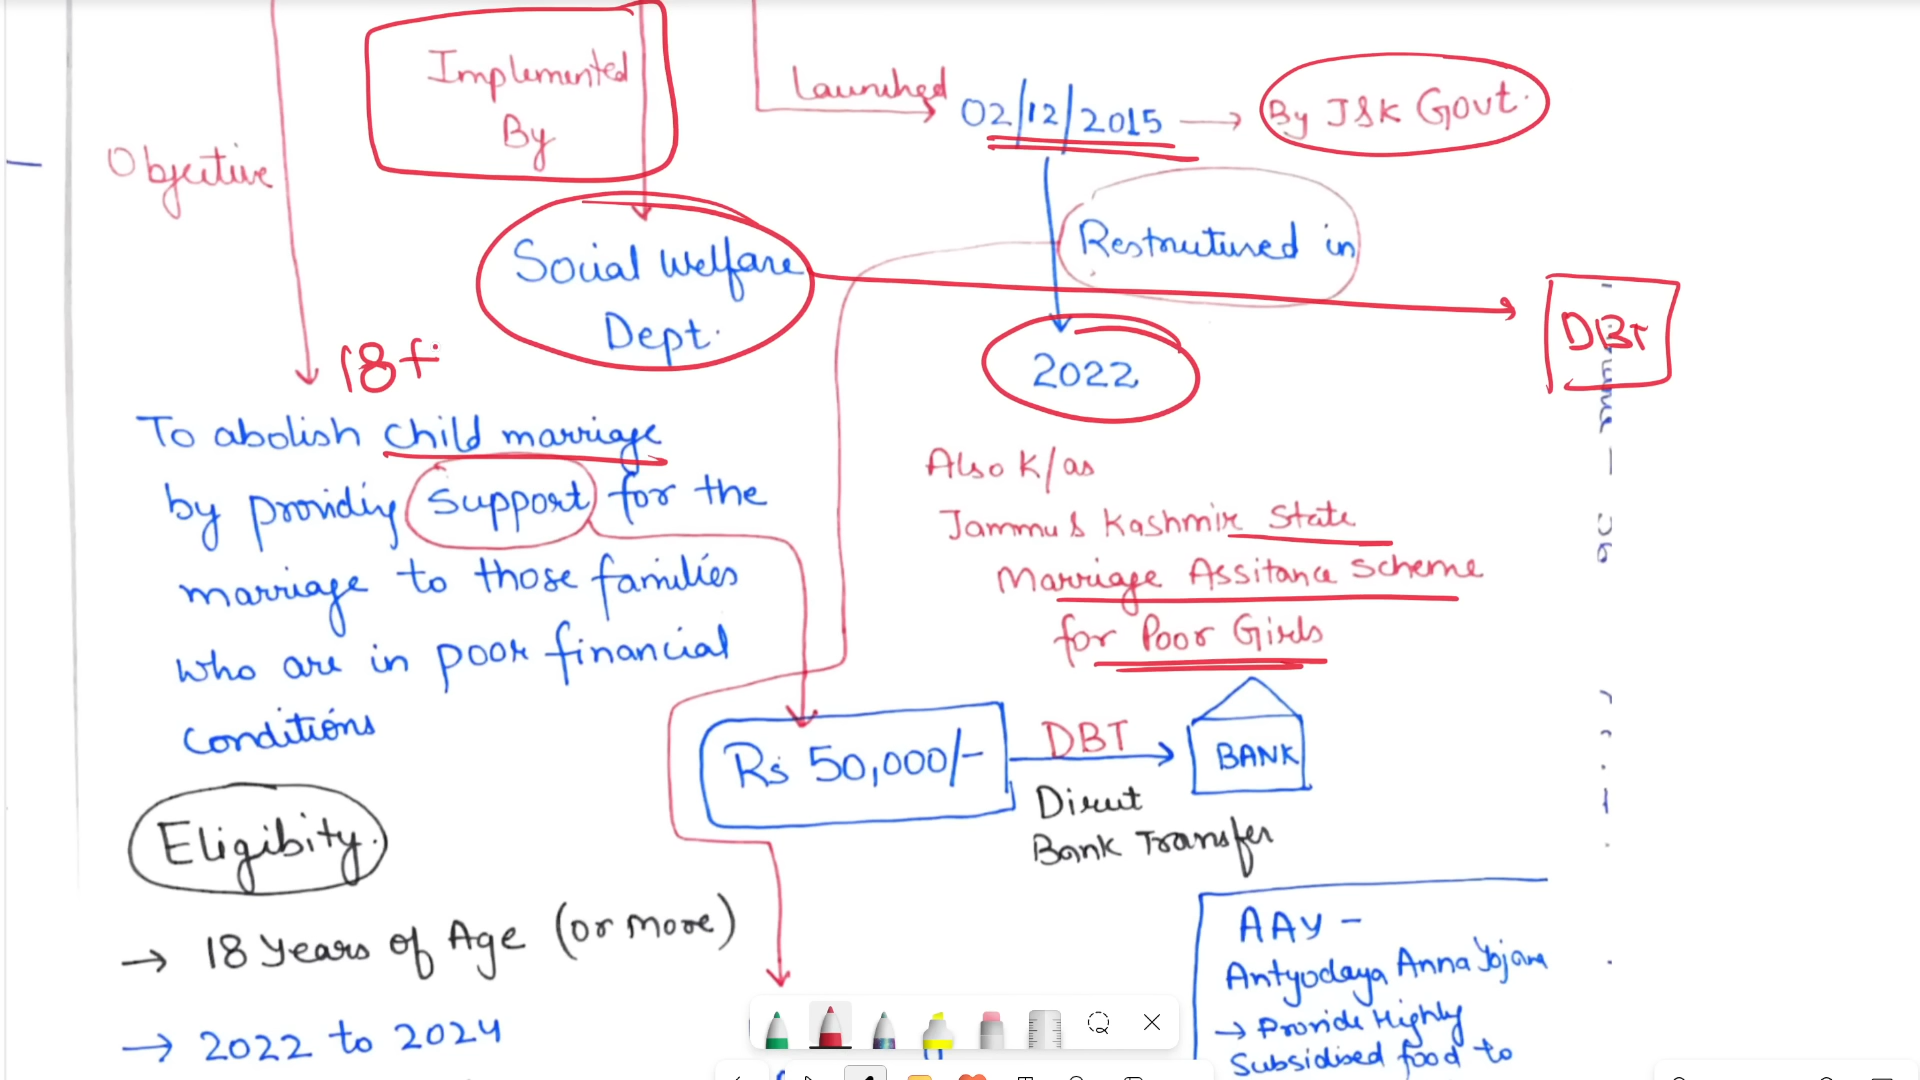 Implemented
By
Launched
02/12/2015
By J&K Govt.
Objective
Social Welfare
Dept.
Restrutured in
DBT
2022
18+
To abolish child marriage
by providing support for the
marriage to those families
who are in poor financial
conditions
Also K/as
Jammu & Kashmir State
Marriage Assitance Scheme
for Poor Girls
Rs 50,000/-
DBT
BANK
Direct
Bank Transfer
Eligibity.
→ 18 Years of Age (or more)
→ 2022 to 2024
AAY -
Antyodaya Anna Yojana
→ Provide Highly
Subsidised food to